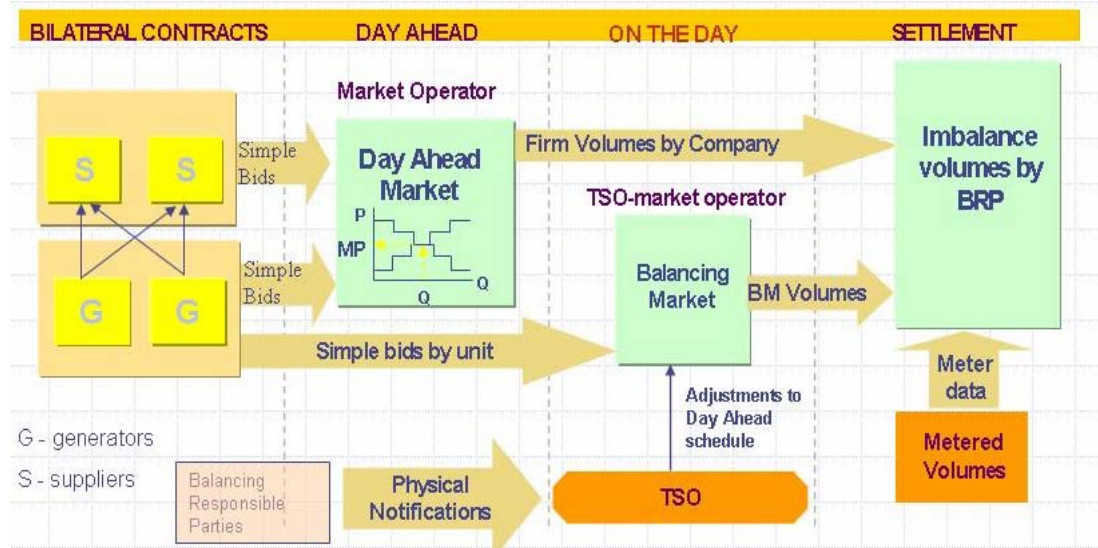 BILATERAL CONTRACTS
DAY AHEAD
ON THE DAY
SETTLEMENT
Market Operator
S
S
Simple
Bids
Day Ahead
Market
P
MP
Q
Q
Firm Volumes by Company
Imbalance
volumes by
BRP
TSO-market operator
G
G
Simple
Bids
Balancing
Market
BM Volumes
Simple bids by unit
Meter
data
Adjustments to
Day Ahead
schedule
G - generators
S - suppliers
Balancing
Responsible
Parties
Physical
Notifications
TSO
Metered
Volumes